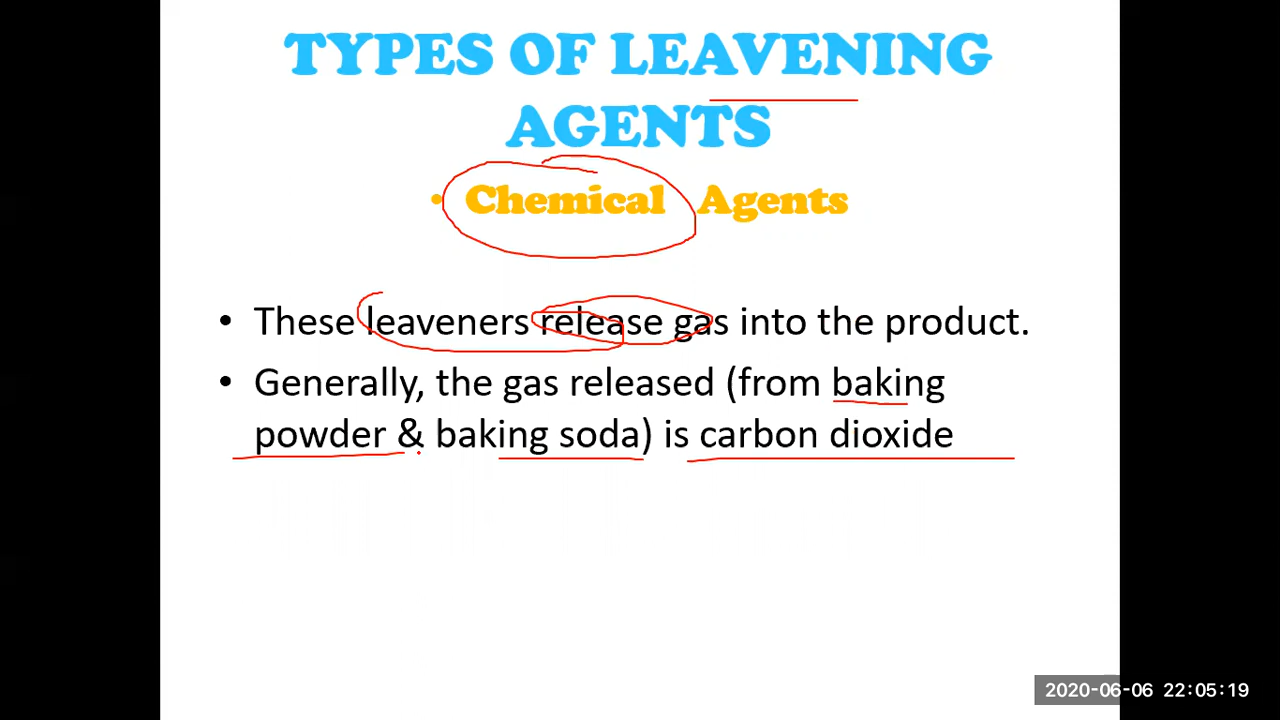 TYPES OF LEAVENING
AGENTS
• Chemical Agents
• These leaveners release gas into the product.
• Generally, the gas released (from baking
powder & baking soda) is carbon dioxide
2020-06-06 22:05:19